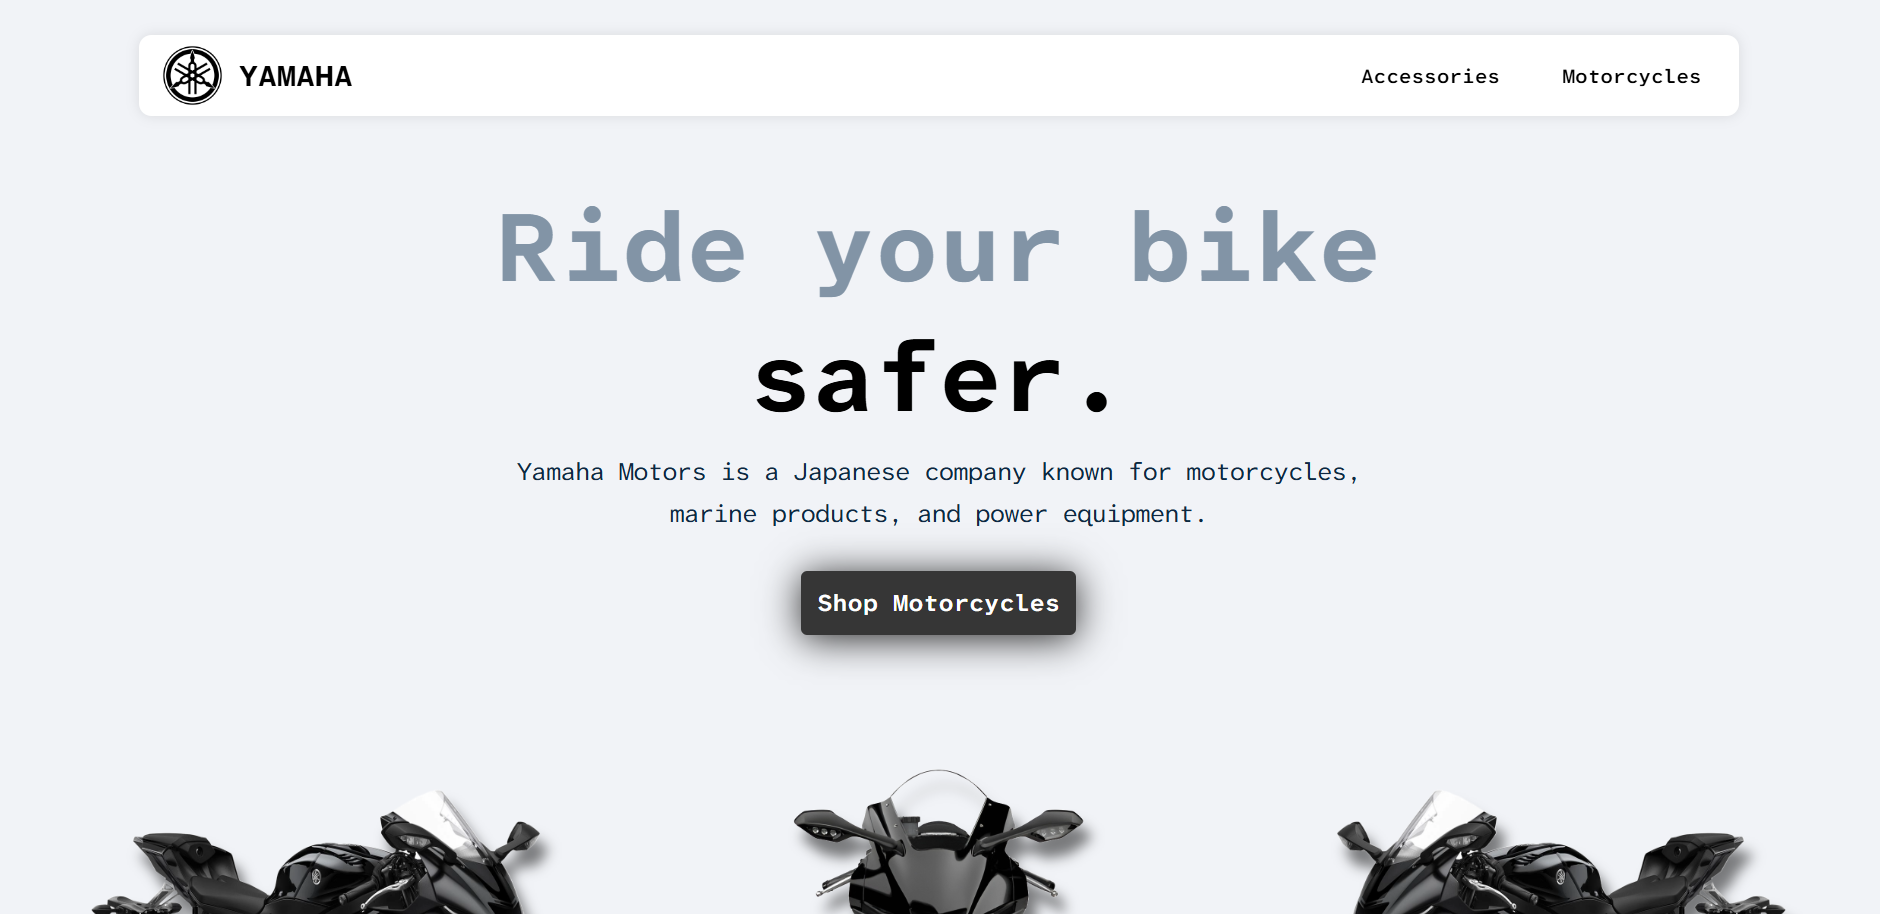 YAMAHA
Accessories
Motorcycles
Ride your bike
safer.
Yamaha Motors is a Japanese company known for motorcycles,
marine products, and power equipment.
Shop Motorcycles